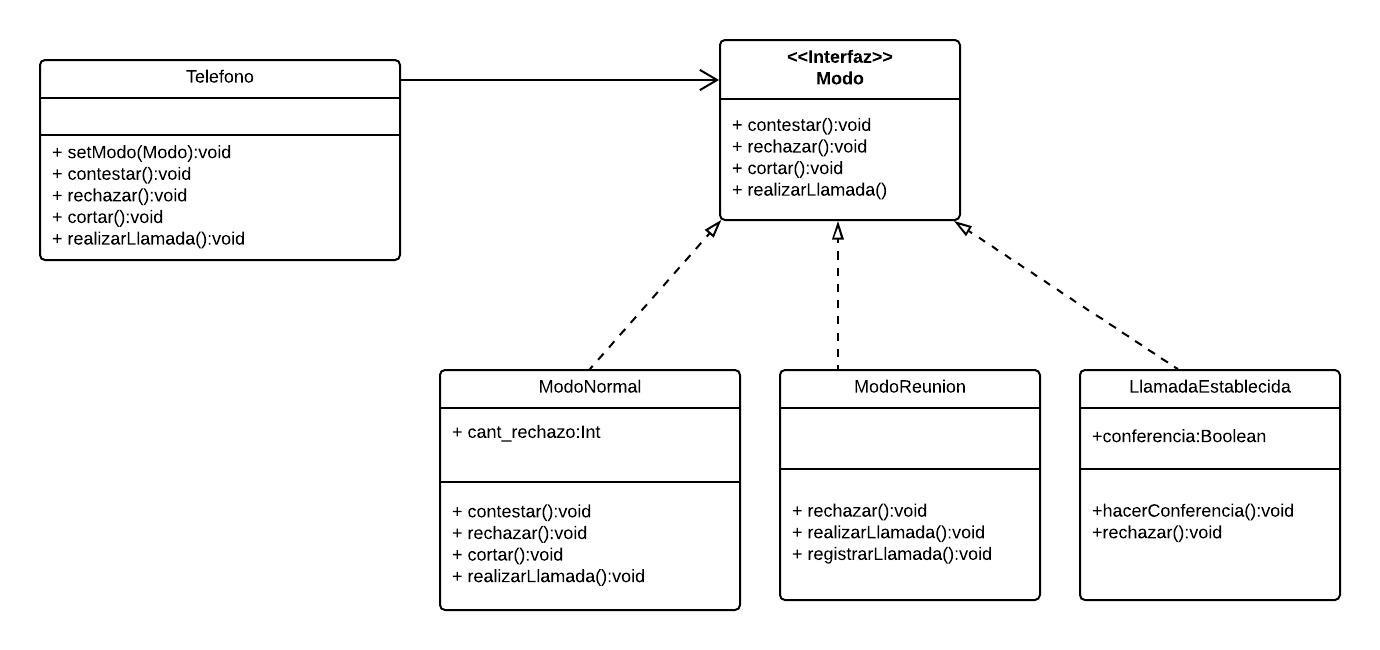 Telefono
+ setModo(Modo):void
+ contestar():void
+ rechazar():void
+ cortar():void
+ realizarLlamada():void
<<Interfaz>>
Modo
+ contestar():void
+ rechazar():void
+ cortar():void
+ realizarLlamada()
ModoNormal
+ cant_rechazo:Int
+ contestar():void
+ rechazar():void
+ cortar():void
+ realizarLlamada():void
ModoReunion
+ rechazar():void
+ realizarLlamada():void
+ registrarLlamada():void
LlamadaEstablecida
+conferencia:Boolean
+hacerConferencia():void
+rechazar():void